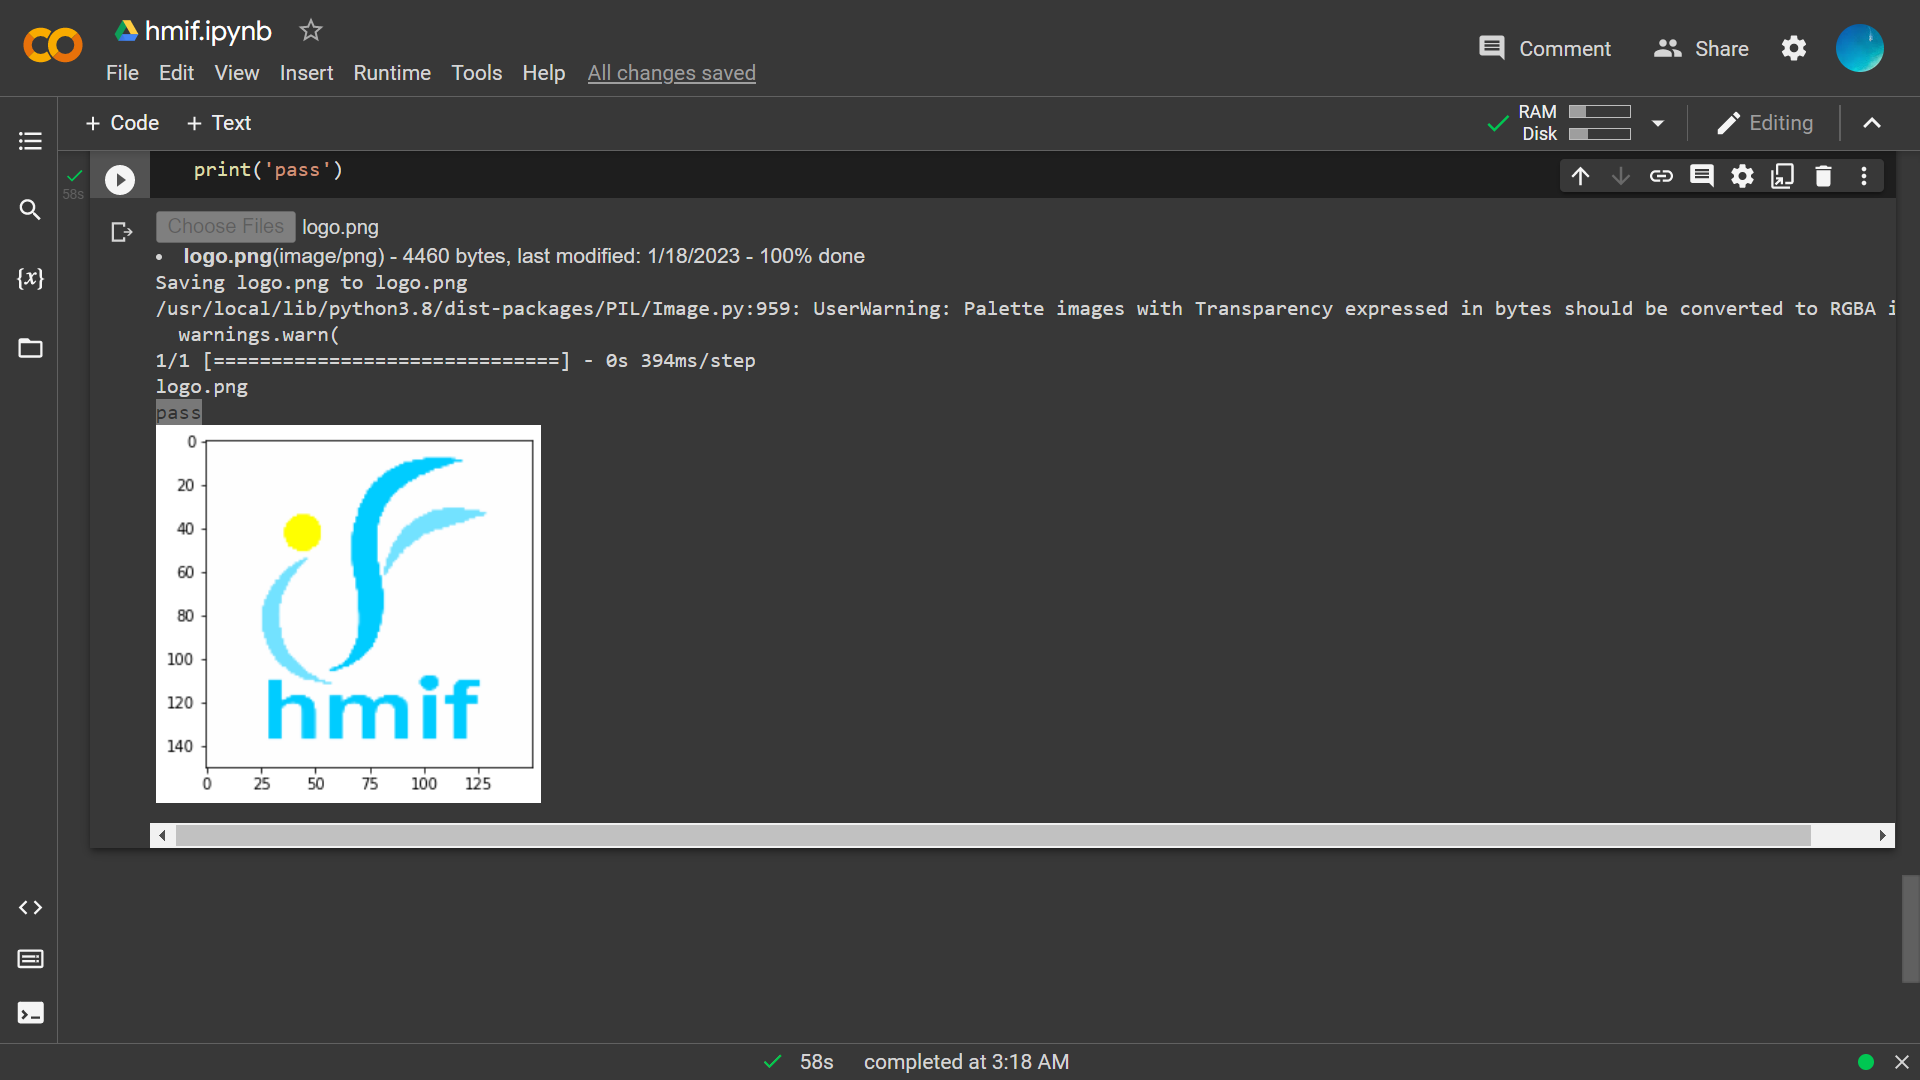 hmif.ipynb
File Edit View Insert Runtime Tools Help All changes saved
Comment Share
+ Code + Text
RAM
Disk
Editing
58s
print('pass')
Choose Files logo.png
• logo.png(image/png) - 4460 bytes, last modified: 1/18/2023 - 100% done
Saving logo.png to logo.png
/usr/local/lib/python3.8/dist-packages/PIL/Image.py:959: UserWarning: Palette images with Transparency expressed in bytes should be converted to RGBA i
warnings.warn(
1/1 [==============================] - 0s 394ms/step
logo.png
pass
0
20
40
60
80
100
120
140
hmif
0 25 50 75 100 125
58s completed at 3:18 AM